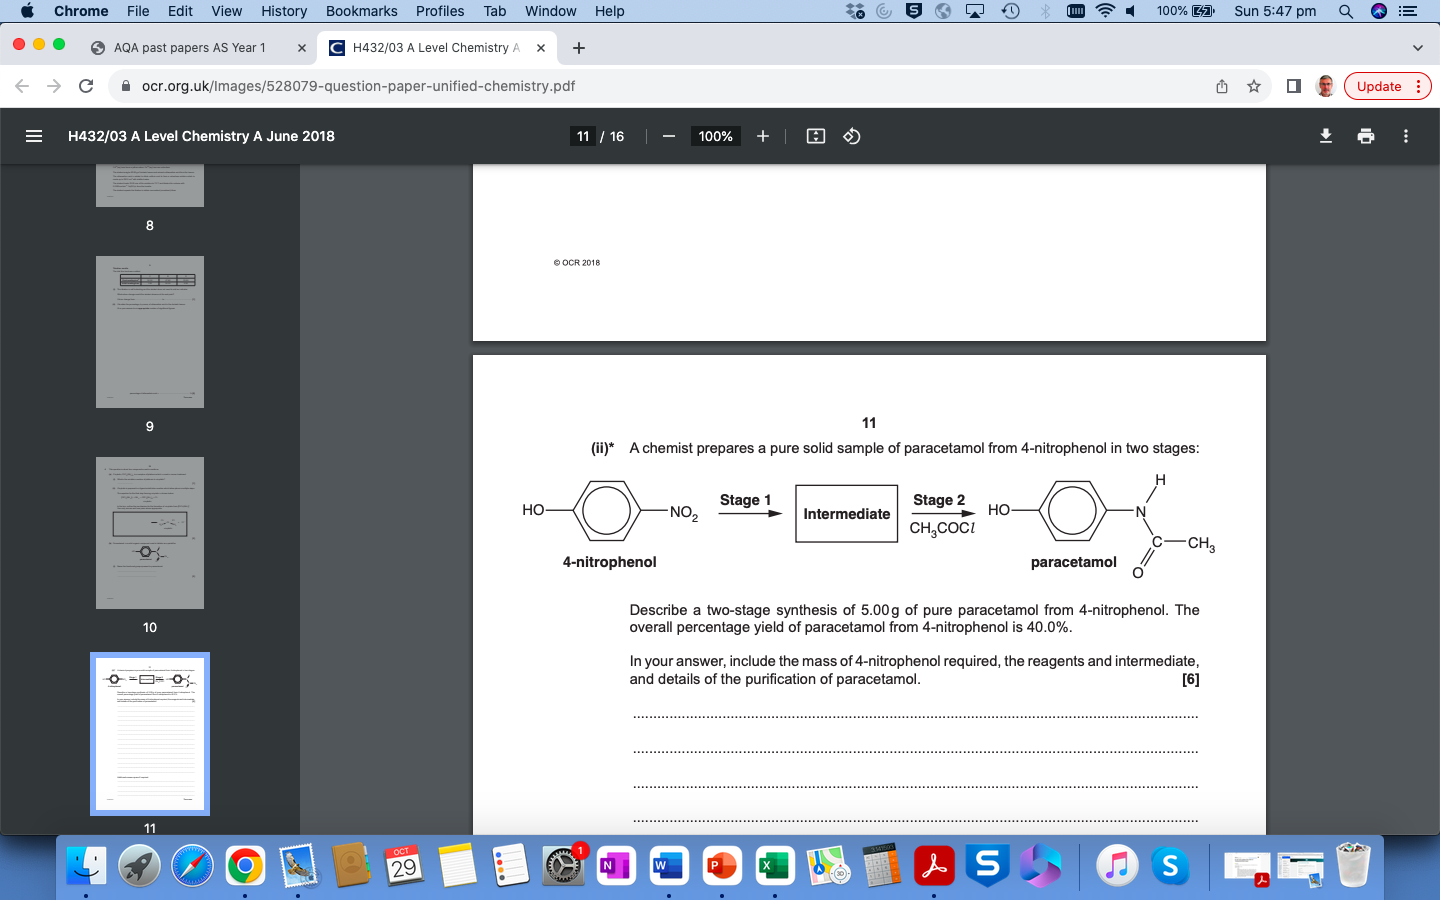 Chrome File Edit View History Bookmarks Profiles Tab Window Help 100% Sun 5:47 pm
AQA past papers AS Year 1 H432/03 A Level Chemistry A
ocr.org.uk/Images/528079-question-paper-unified-chemistry.pdf Update
H432/03 A Level Chemistry A June 2018 11 / 16 100%
8
9
10
11
© OCR 2018
11
(ii)* A chemist prepares a pure solid sample of paracetamol from 4-nitrophenol in two stages:
HO NO2 Stage 1 Intermediate Stage 2 CH3COCl HO N H C CH3 O
4-nitrophenol paracetamol
Describe a two-stage synthesis of 5.00 g of pure paracetamol from 4-nitrophenol. The
overall percentage yield of paracetamol from 4-nitrophenol is 40.0%.
In your answer, include the mass of 4-nitrophenol required, the reagents and intermediate,
and details of the purification of paracetamol. [6]
OCT
29
1